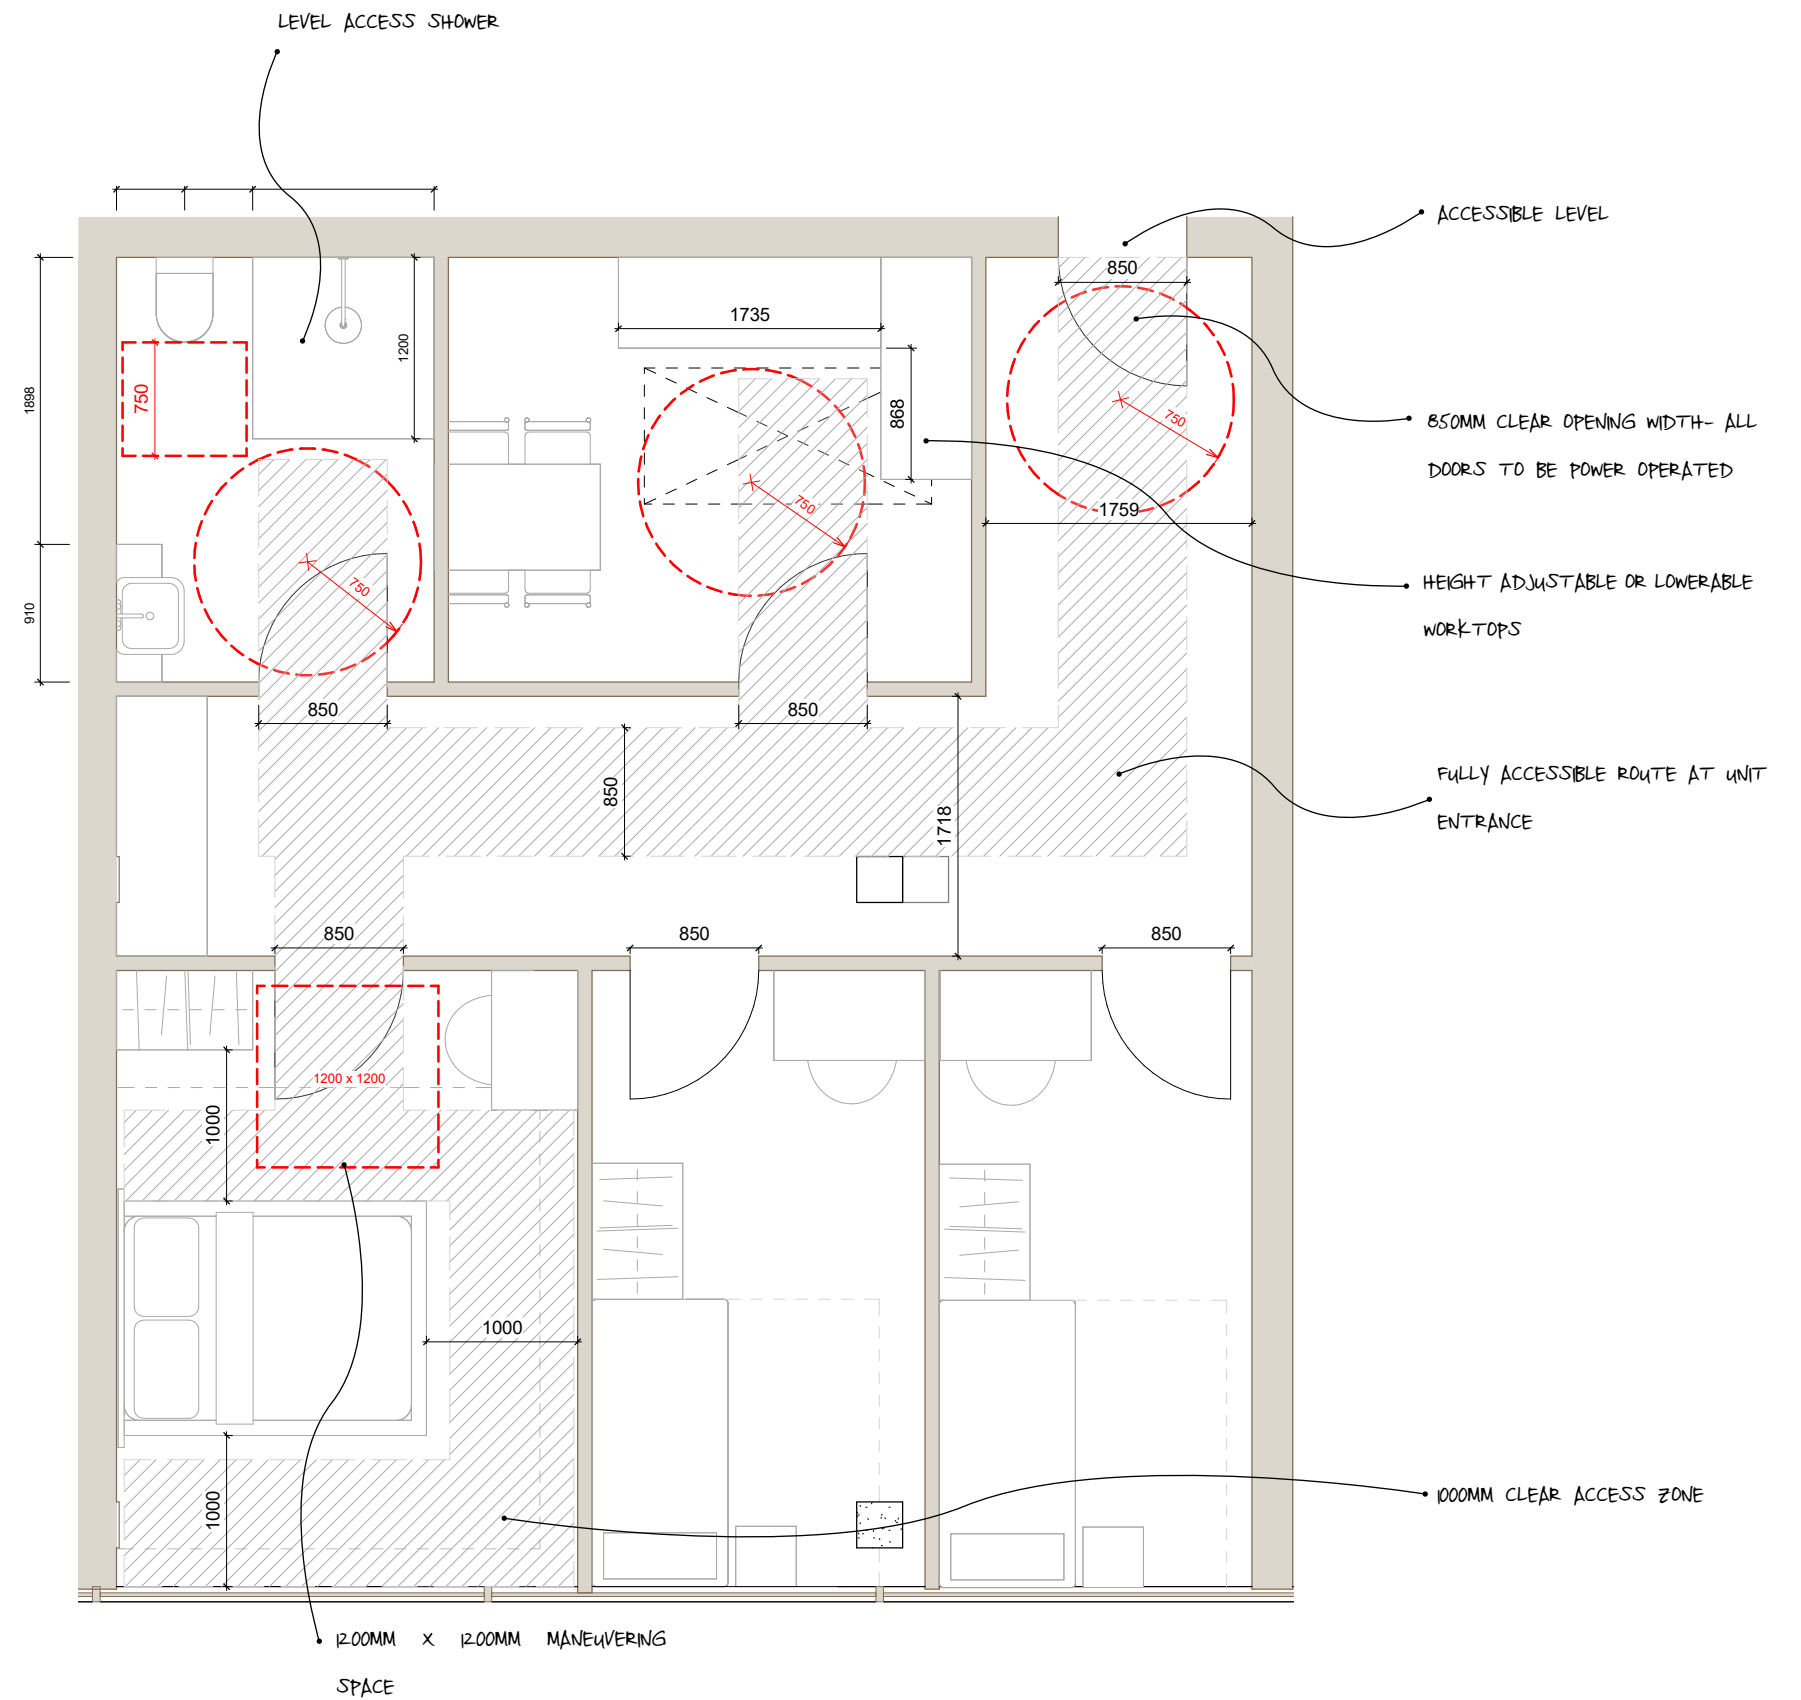 LEVEL ACCESS SHOWER
ACCESSIBLE LEVEL
850
1735
1200
750
868
750
1898
850MM CLEAR OPENING WIDTH- ALL
DOORS TO BE POWER OPERATED
750
1759
750
910
HEIGHT ADJUSTABLE OR LOWERABLE
WORKTOPS
850
850
850
1718
FULLY ACCESSIBLE ROUTE AT UNIT
ENTRANCE
850
850
850
1200 x 1200
1000
1000
1000
1000MM CLEAR ACCESS ZONE
1200MM X 1200MM MANEUVERING
SPACE